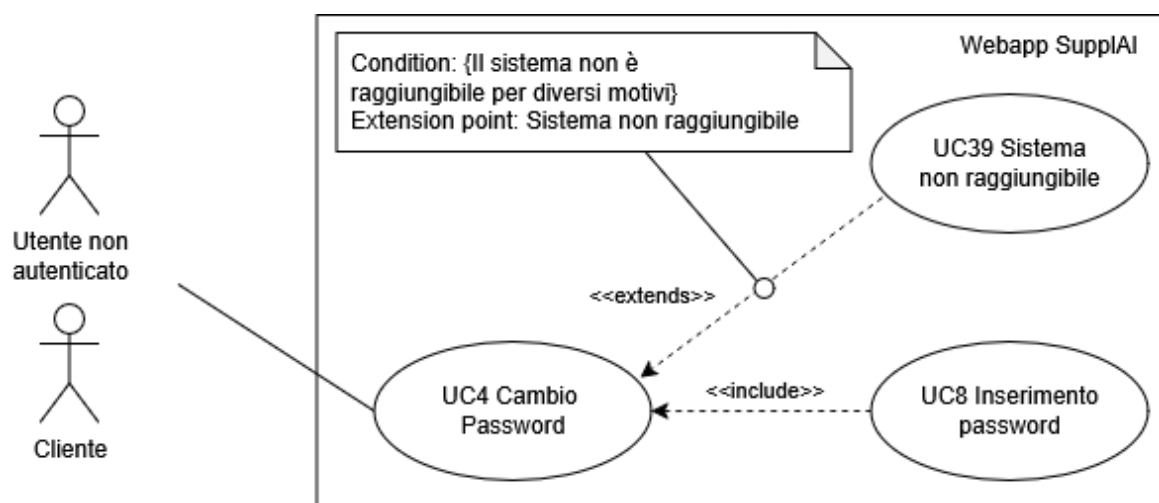 Webapp SupplAI
Condition: {Il sistema non è
raggiungibile per diversi motivi}
Extension point: Sistema non raggiungibile
UC39 Sistema
non raggiungibile
Utente non
autenticato
<<extends>>
UC4 Cambio
Password
<<include>>
UC8 Inserimento
password
Cliente